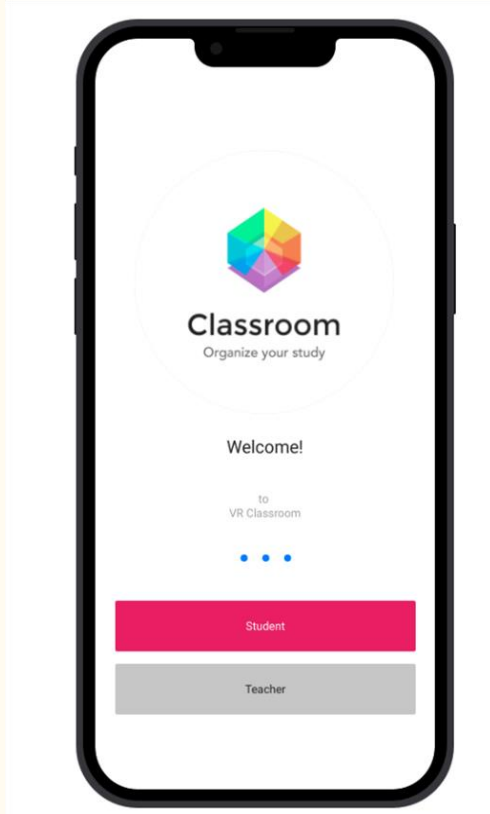 Classroom
Organize your study
Welcome!
to
VR Classroom
Student
Teacher